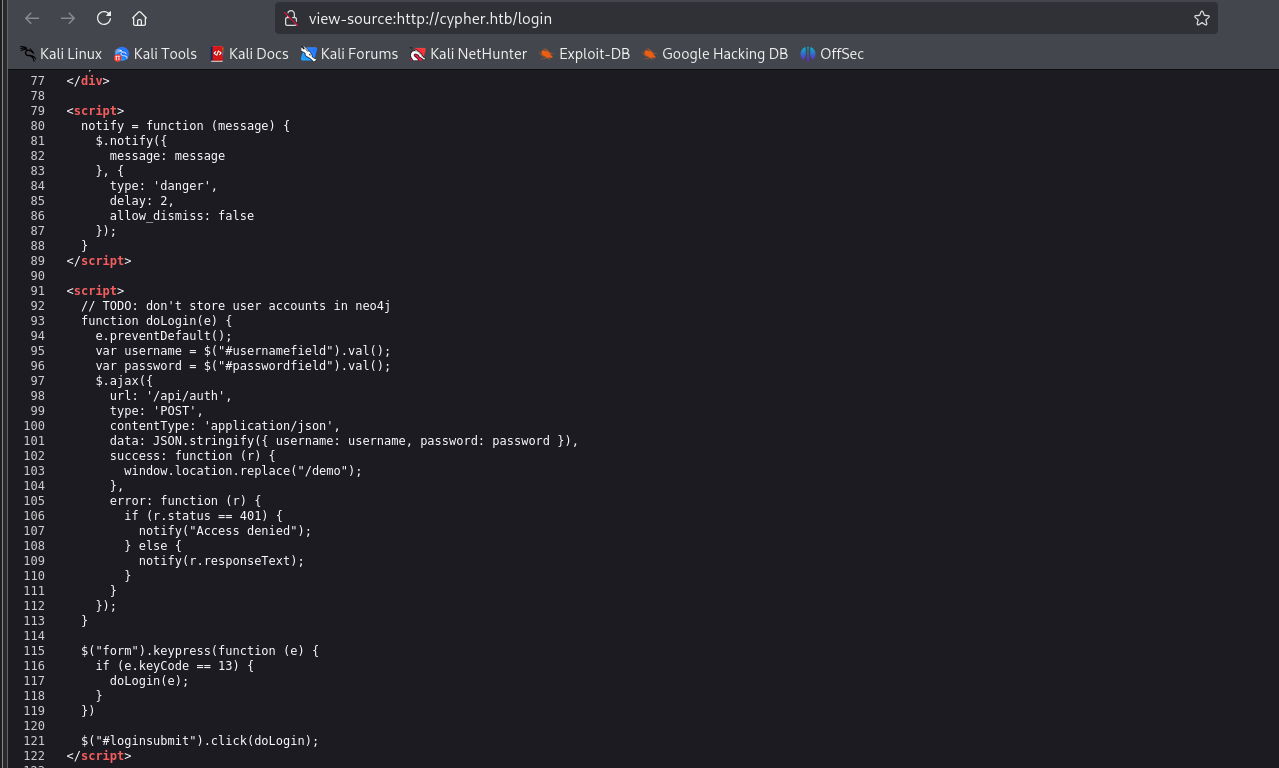 view-source:http://cypher.htb/login
Kali Linux Kali Tools Kali Docs Kali Forums Kali NetHunter Exploit-DB Google Hacking DB OffSec
77 </div>
78
79 <script>
80 notify = function (message) {
81 $.notify({
82 message: message
83 }, {
84 type: 'danger',
85 delay: 2,
86 allow_dismiss: false
87 });
88 }
89 </script>
90
91 <script>
92 // TODO: don't store user accounts in neo4j
93 function doLogin(e) {
94 e.preventDefault();
95 var username = $("#usernamefield").val();
96 var password = $("#passwordfield").val();
97 $.ajax({
98 url: '/api/auth',
99 type: 'POST',
100 contentType: 'application/json',
101 data: JSON.stringify({ username: username, password: password }),
102 success: function (r) {
103 window.location.replace("/demo");
104 },
105 error: function (r) {
106 if (r.status == 401) {
107 notify("Access denied");
108 } else {
109 notify(r.responseText);
110 }
111 }
112 });
113 }
114
115 $("form").keypress(function (e) {
116 if (e.keyCode == 13) {
117 doLogin(e);
118 }
119 })
120
121 $("#loginsubmit").click(doLogin);
122 </script>